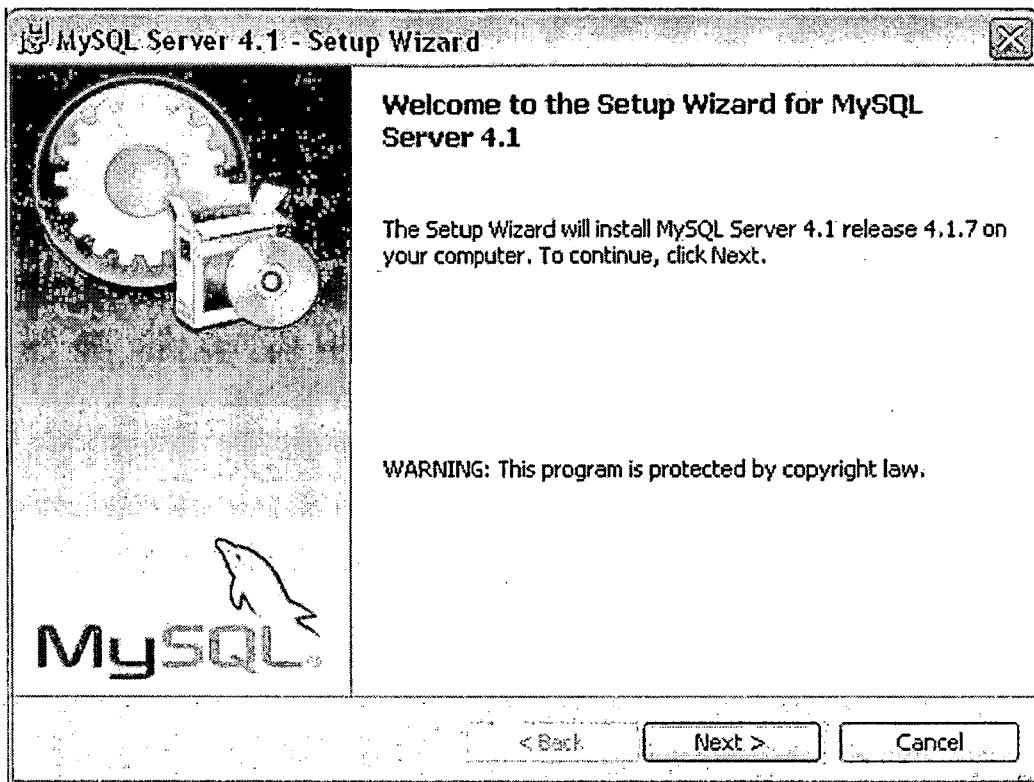 MySQL Server 4.1 - Setup Wizard
Welcome to the Setup Wizard for MySQL
Server 4.1
The Setup Wizard will install MySQL Server 4.1 release 4.1.7 on
your computer. To continue, click Next.
WARNING: This program is protected by copyright law.
MySQL
< Back
Next >
Cancel